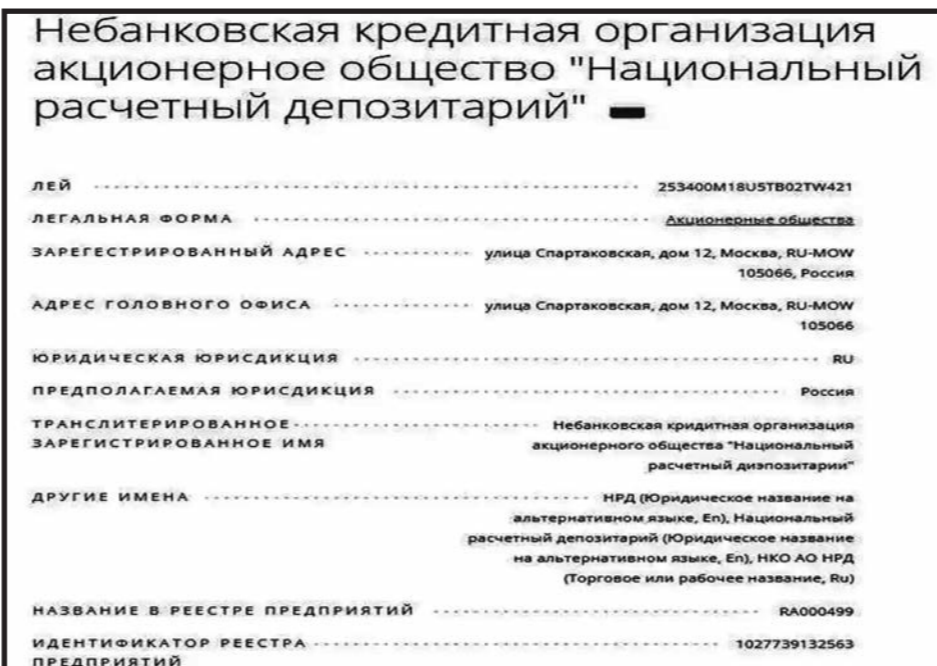 Небанковская кредитная организация
акционерное общество "Национальный
расчетный депозитарий"
ЛЕЙ 253400M18U5TB02TW421
ЛЕГАЛЬНАЯ ФОРМА Акционерные общества
ЗАРЕГЕСТРИРОВАННЫЙ АДРЕС улица Спартаковская, дом 12, Москва, RU-MOW
105066, Россия
АДРЕС ГОЛОВНОГО ОФИСА улица Спартаковская, дом 12, Москва, RU-MOW
105066
ЮРИДИЧЕСКАЯ ЮРИСДИКЦИЯ RU
ПРЕДПОЛАГАЕМАЯ ЮРИСДИКЦИЯ Россия
ТРАНСЛИТЕРИРОВАННОЕ Небанковская кридитная организация
ЗАРЕГИСТРИРОВАННОЕ ИМЯ акционерного общества "Национальный
расчетный диэпозитарии"
ДРУГИЕ ИМЕНА НРД (Юридическое название на
альтернативном языке, En), Национальный
расчетный депозитарий (Юридическое название
на альтернативном языке, En), НКО АО НРД
(Торговое или рабочее название, Ru)
НАЗВАНИЕ В РЕЕСТРЕ ПРЕДПРИЯТИЙ RA000499
ИДЕНТИФИКАТОР РЕЕСТРА 1027739132563
ПРЕДПРИЯТИЙ